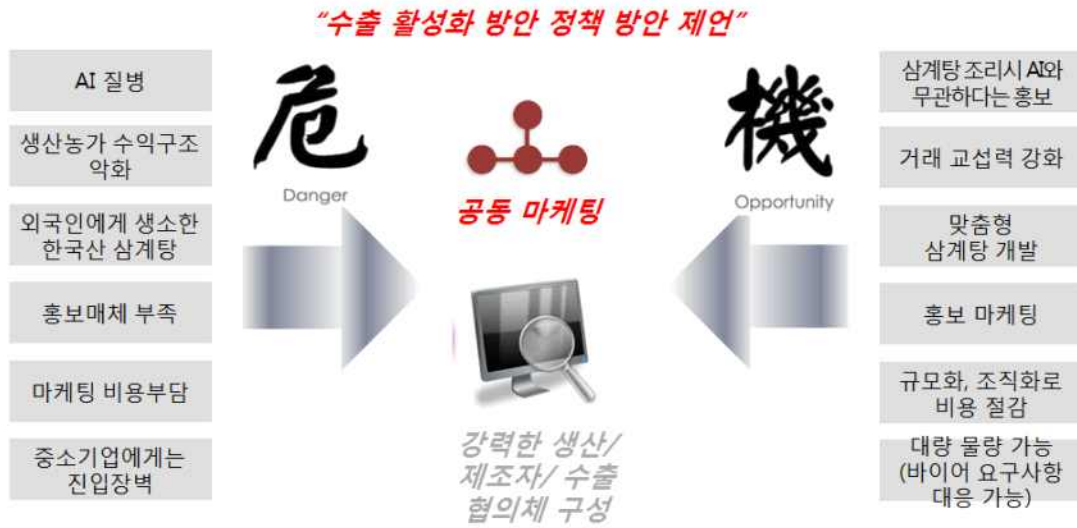 “수출 활성화 방안 정책 방안 제언”
AI 질병
생산농가 수익구조
악화
외국인에게 생소한
한국산 삼계탕
홍보매체 부족
마케팅 비용부담
중소기업에게는
진입장벽
危
Danger
공동 마케팅
강력한 생산/
제조자/ 수출
협의체 구성
機
Opportunity
삼계탕 조리시 AI와
무관하다는 홍보
거래 교섭력 강화
맞춤형
삼계탕 개발
홍보 마케팅
규모화, 조직화로
비용 절감
대량 물량 가능
(바이어 요구사항
대응 가능)